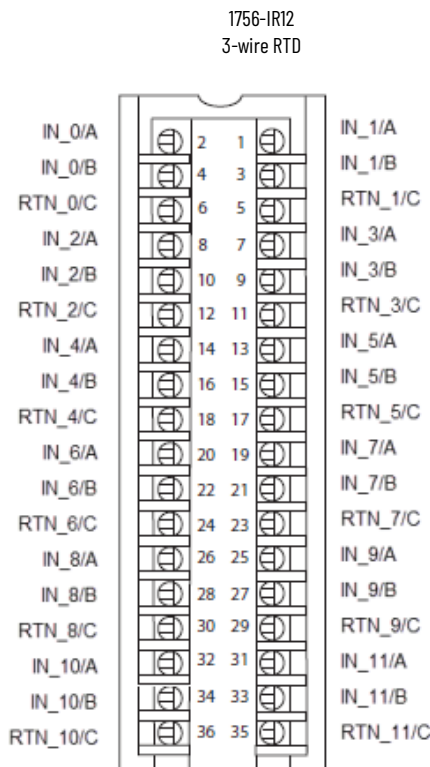 1756-IR12
3-wire RTD
IN_0/A 2 1 IN_1/A
IN_0/B 4 3 IN_1/B
RTN_0/C 6 5 RTN_1/C
IN_2/A 8 7 IN_3/A
IN_2/B 10 9 IN_3/B
RTN_2/C 12 11 RTN_3/C
IN_4/A 14 13 IN_5/A
IN_4/B 16 15 IN_5/B
RTN_4/C 18 17 RTN_5/C
IN_6/A 20 19 IN_7/A
IN_6/B 22 21 IN_7/B
RTN_6/C 24 23 RTN_7/C
IN_8/A 26 25 IN_9/A
IN_8/B 28 27 IN_9/B
RTN_8/C 30 29 RTN_9/C
IN_10/A 32 31 IN_11/A
IN_10/B 34 33 IN_11/B
RTN_10/C 36 35 RTN_11/C